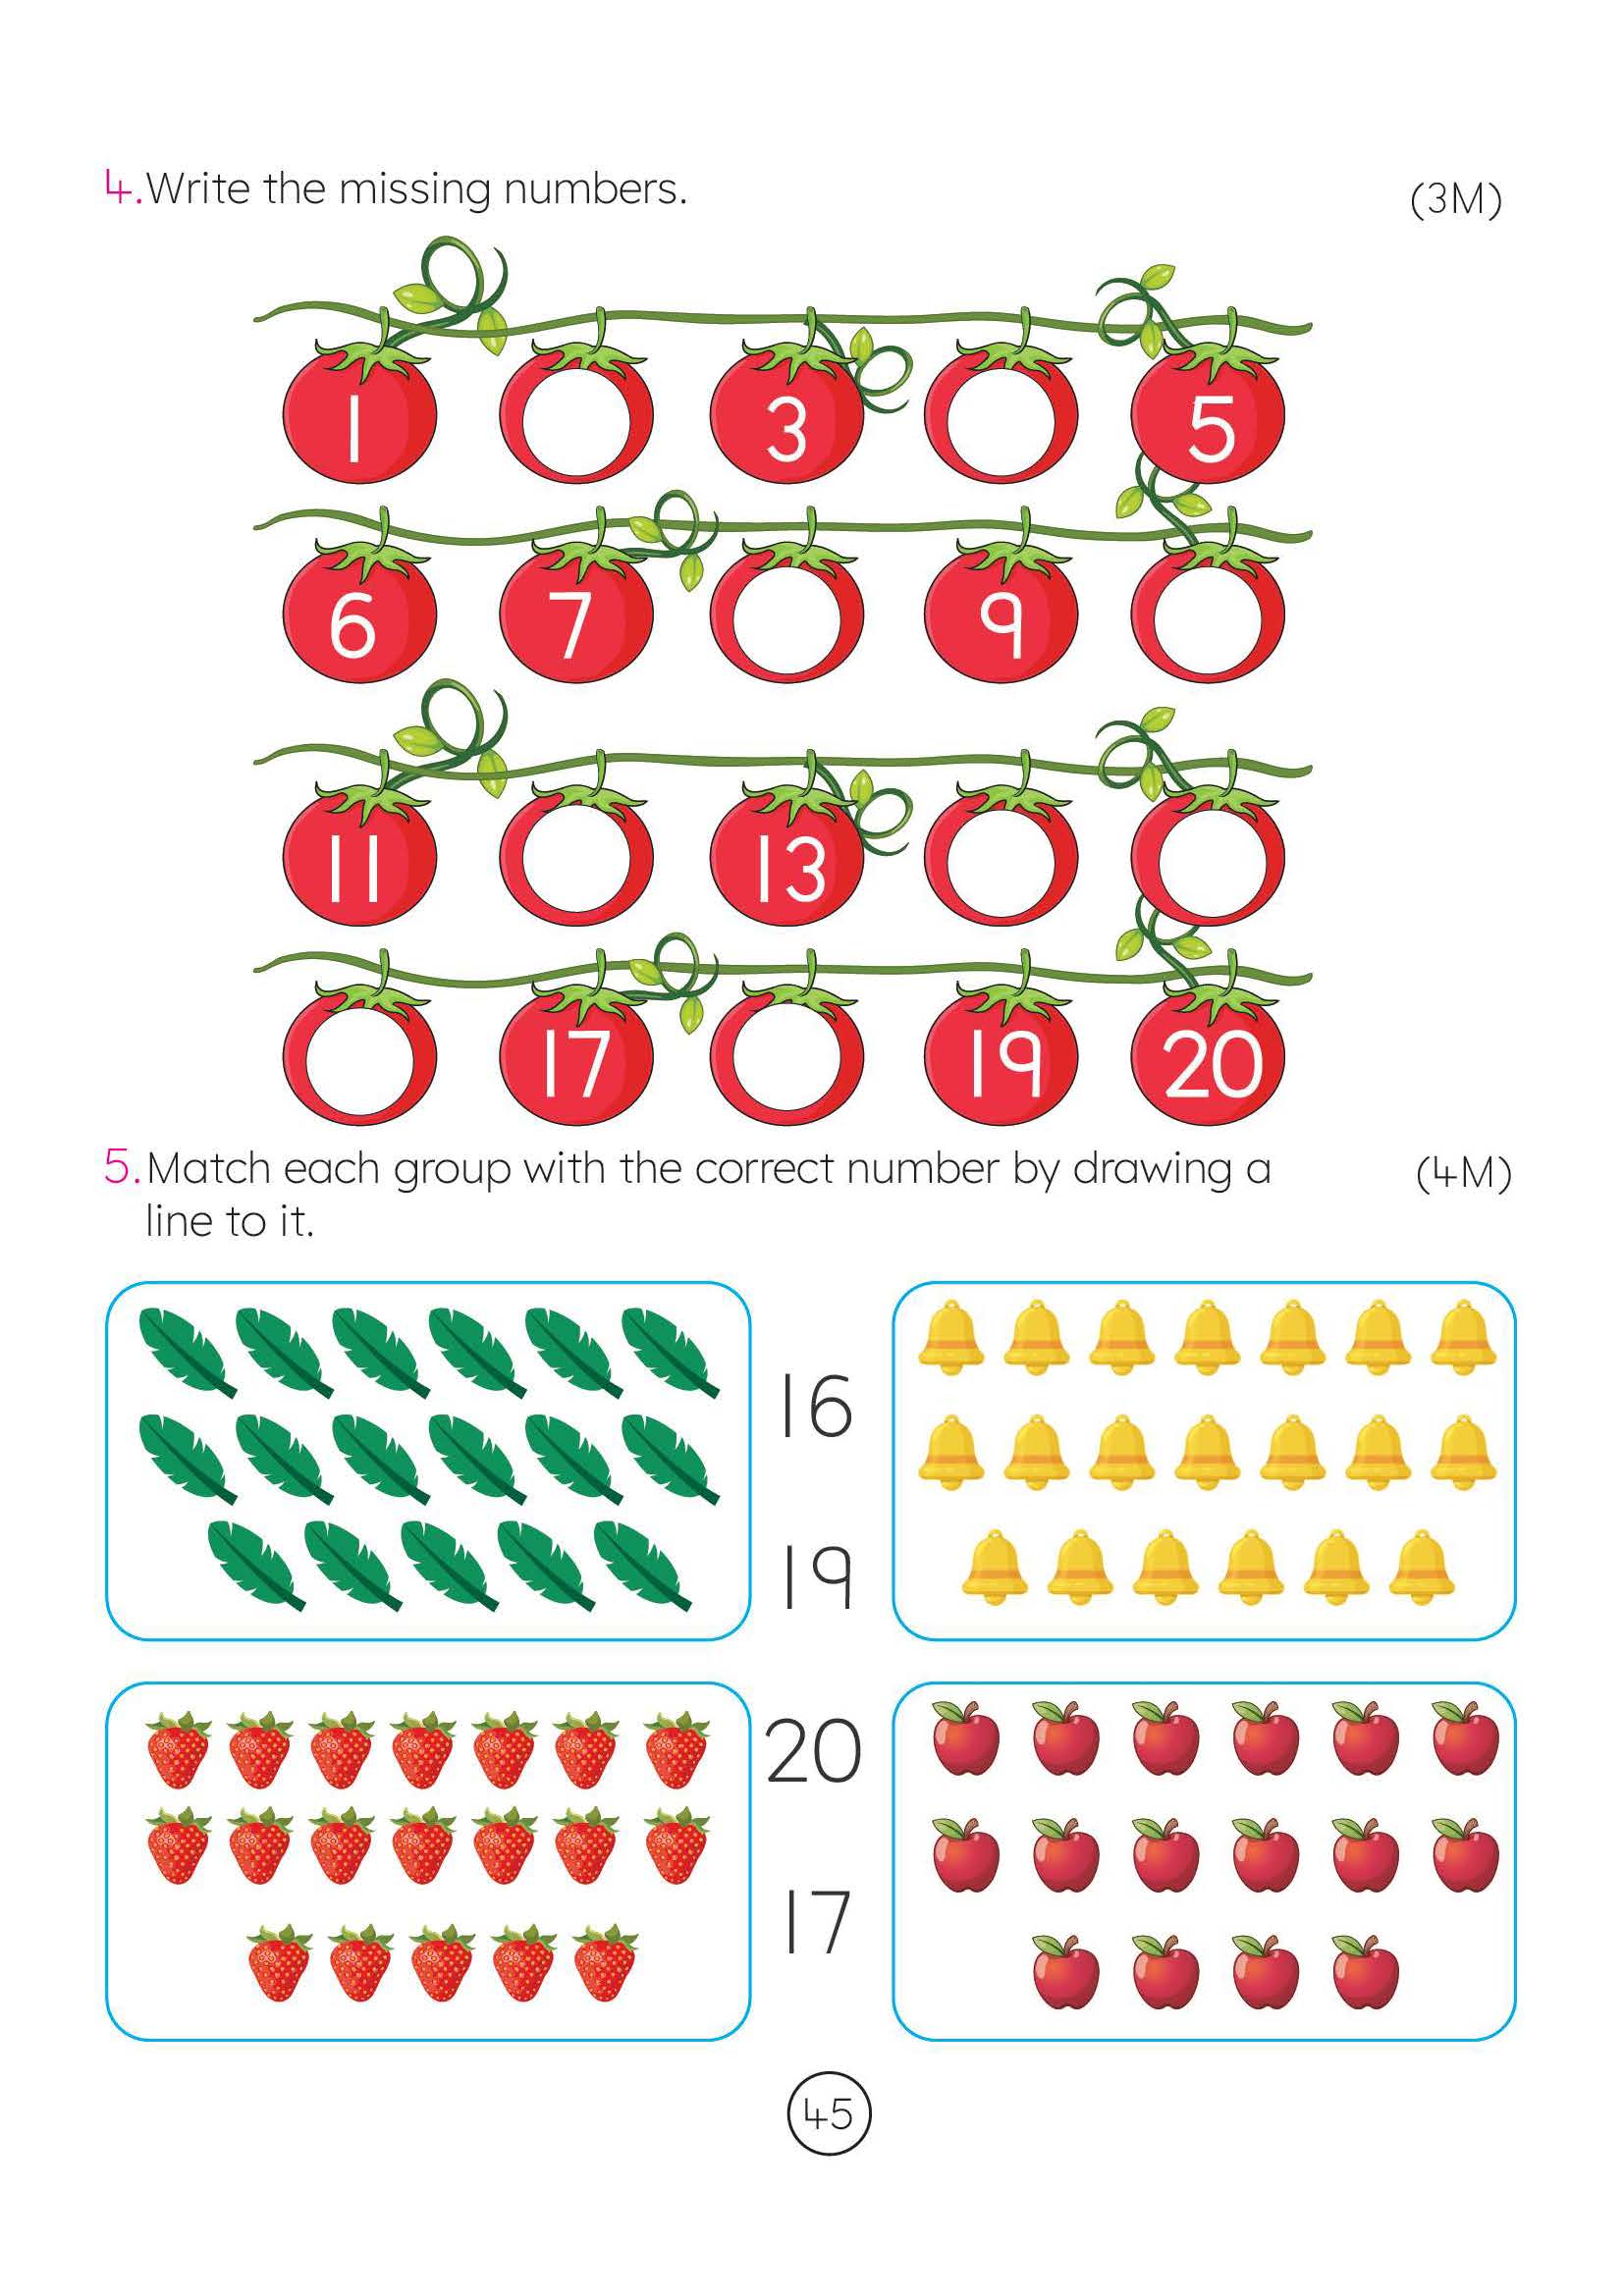 4. Write the missing numbers. (3M)
1 3 5
6 7 9
11 13
17 19 20
5. Match each group with the correct number by drawing a (4M)
line to it.
16
19
20
17
45